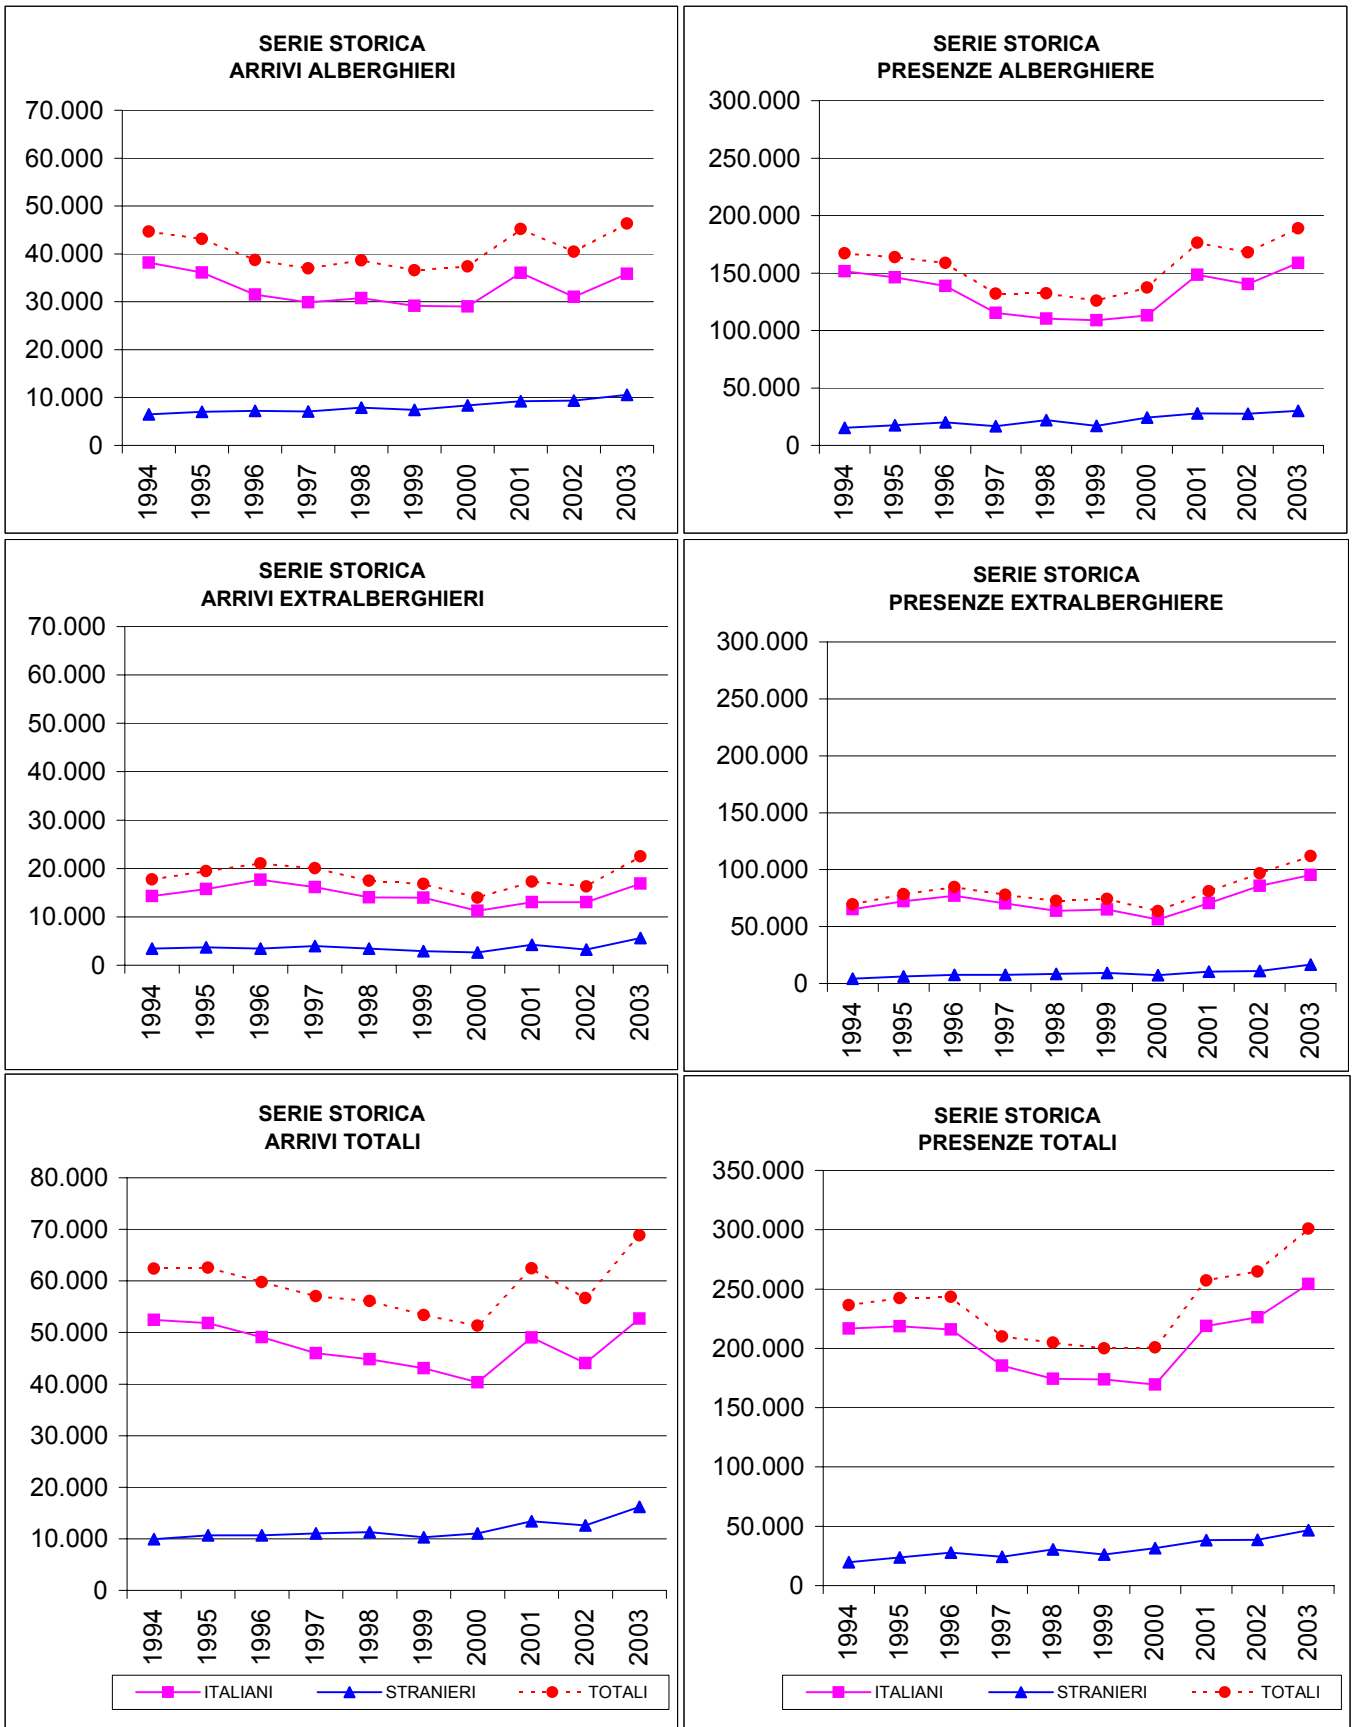 SERIE STORICA
ARRIVI ALBERGHIERI
70.000
60.000
50.000
40.000
30.000
20.000
10.000
0
1994 1995 1996 1997 1998 1999 2000 2001 2002 2003
SERIE STORICA
PRESENZE ALBERGHIERE
300.000
250.000
200.000
150.000
100.000
50.000
0
1994 1995 1996 1997 1998 1999 2000 2001 2002 2003
SERIE STORICA
ARRIVI EXTRALBERGHIERI
70.000
60.000
50.000
40.000
30.000
20.000
10.000
0
1994 1995 1996 1997 1998 1999 2000 2001 2002 2003
SERIE STORICA
PRESENZE EXTRALBERGHIERE
300.000
250.000
200.000
150.000
100.000
50.000
0
1994 1995 1996 1997 1998 1999 2000 2001 2002 2003
SERIE STORICA
ARRIVI TOTALI
80.000
70.000
60.000
50.000
40.000
30.000
20.000
10.000
0
1994 1995 1996 1997 1998 1999 2000 2001 2002 2003
ITALIANI STRANIERI TOTALI
SERIE STORICA
PRESENZE TOTALI
350.000
300.000
250.000
200.000
150.000
100.000
50.000
0
1994 1995 1996 1997 1998 1999 2000 2001 2002 2003
ITALIANI STRANIERI TOTALI